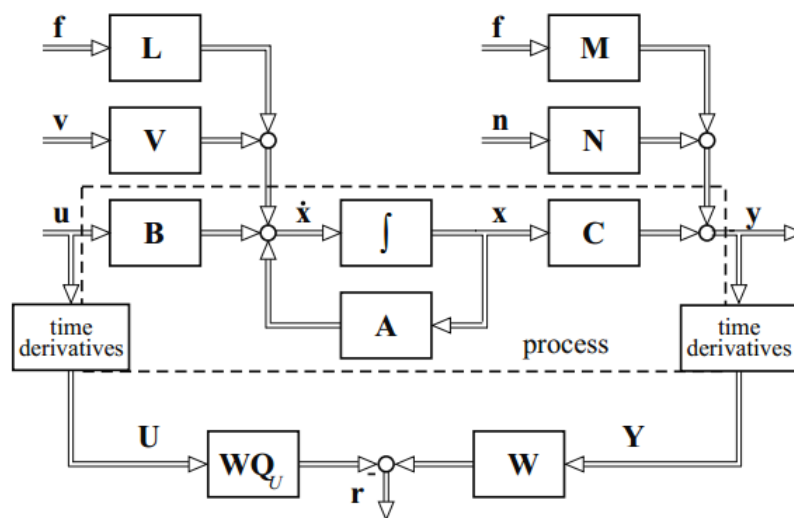 f
L
f
M
v
V
n
N
u
B
ẋ
∫
x
C
y
A
time
derivatives
process
time
derivatives
U
WQ_U
W
Y
r
-